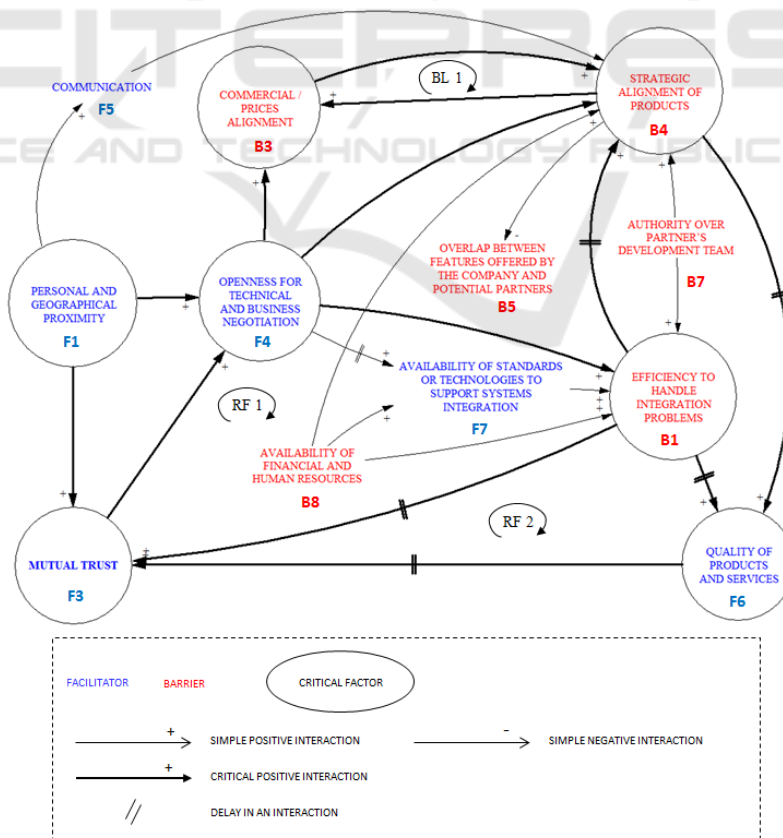 CITEPRES
CE AND TECHNOLOGY PUBLIC
COMMUNICATION
F5
COMMERCIAL /
PRICES
ALIGNMENT
B3
BL 1
STRATEGIC
ALIGNMENT OF
PRODUCTS
B4
OVERLAP BETWEEN
FEATURES OFFERED BY
THE COMPANY AND
POTENTIAL PARTNERS
B5
AUTHORITY OVER
PARTNER'S
DEVELOPMENT TEAM
B7
PERSONAL AND
GEOGRAPHICAL
PROXIMITY
F1
OPENNESS FOR
TECHNICAL
AND BUSINESS
NEGOTIATION
F4
AVAILABILITY OF STANDARDS
OR TECHNOLOGIES TO
SUPPORT SYSTEMS
INTEGRATION
F7
EFFICIENCY TO
HANDLE
INTEGRATION
PROBLEMS
B1
RF 1
AVAILABILITY OF
FINANCIAL AND
HUMAN RESOURCES
B8
RF 2
MUTUAL TRUST
F3
QUALITY OF
PRODUCTS
AND SERVICES
F6
FACILITATOR
BARRIER
CRITICAL FACTOR
+
SIMPLE POSITIVE INTERACTION
-
SIMPLE NEGATIVE INTERACTION
+
CRITICAL POSITIVE INTERACTION
//
DELAY IN AN INTERACTION